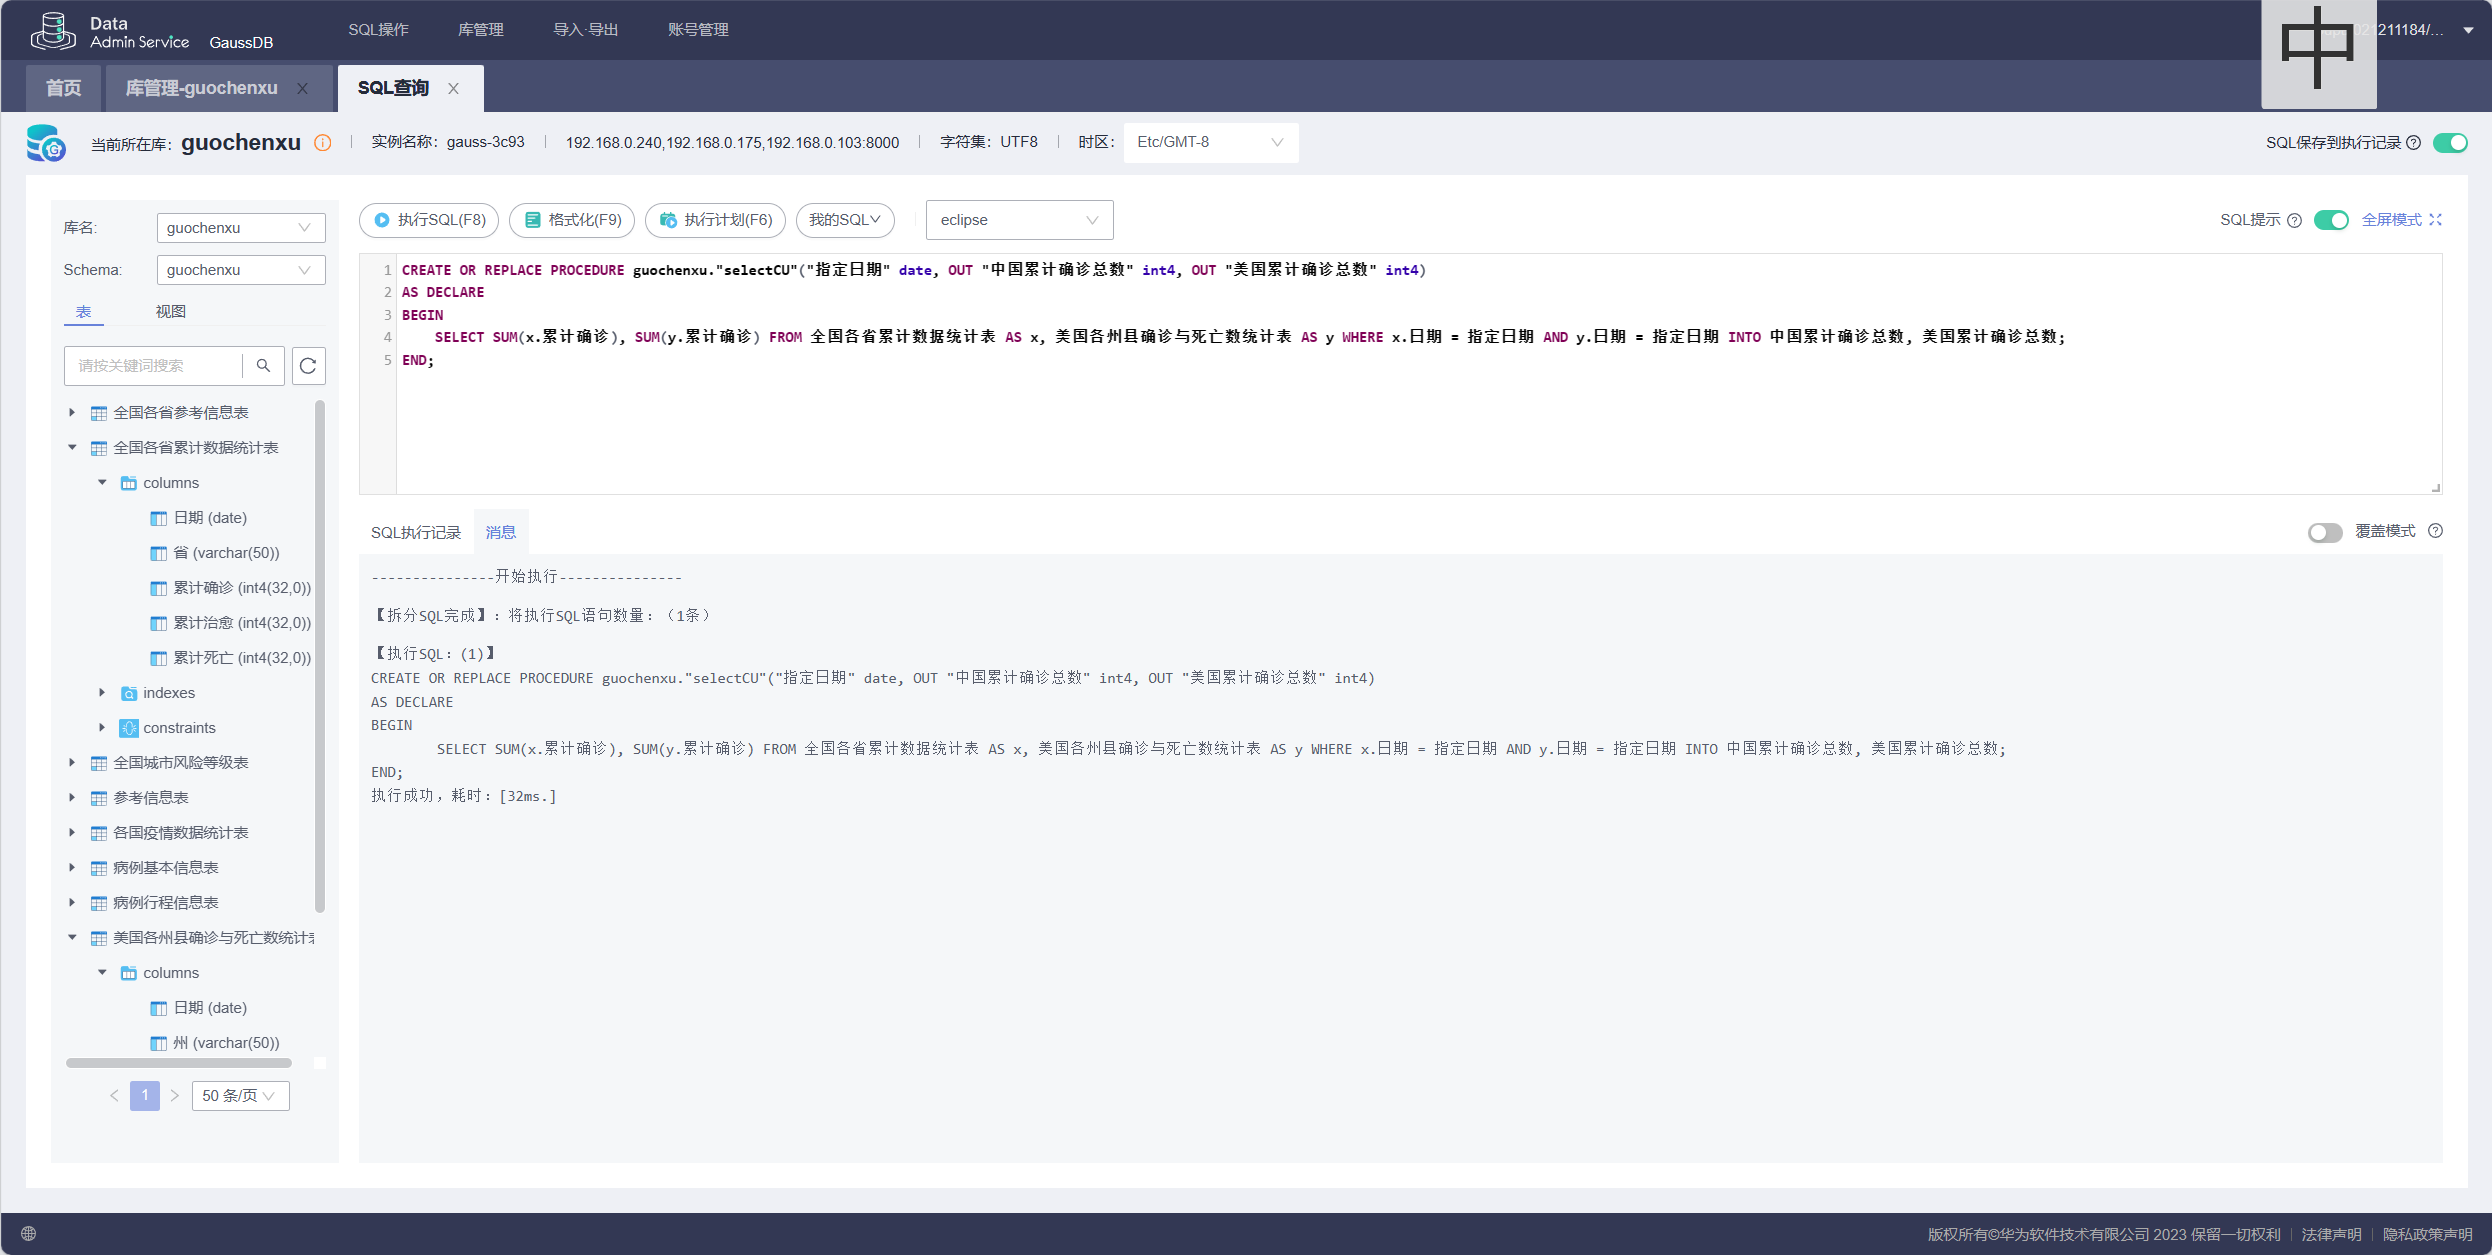 Data
Admin Service GaussDB
SQL操作 库管理 导入·导出 账号管理
中
021211184/...
首页 库管理-guochenxu SQL查询
当前所在库: guochenxu 实例名称: gauss-3c93 192.168.0.240,192.168.0.175,192.168.0.103:8000 字符集: UTF8 时区: Etc/GMT-8 SQL保存到执行记录
库名: guochenxu
Schema: guochenxu
表 视图
请按关键词搜索
全国各省参考信息表
全国各省累计数据统计表
columns
日期 (date)
省 (varchar(50))
累计确诊 (int4(32,0))
累计治愈 (int4(32,0))
累计死亡 (int4(32,0))
indexes
constraints
全国城市风险等级表
参考信息表
各国疫情数据统计表
病例基本信息表
病例行程信息表
美国各州县确诊与死亡数统计表
columns
日期 (date)
州 (varchar(50))
1 50 条/页
执行SQL(F8) 格式化(F9) 执行计划(F6) 我的SQL eclipse SQL提示 全屏模式
1 CREATE OR REPLACE PROCEDURE guochenxu."selectCU"("指定日期" date, OUT "中国累计确诊总数" int4, OUT "美国累计确诊总数" int4)
2 AS DECLARE
3 BEGIN
4 SELECT SUM(x.累计确诊), SUM(y.累计确诊) FROM 全国各省累计数据统计表 AS x, 美国各州县确诊与死亡数统计表 AS y WHERE x.日期 = 指定日期 AND y.日期 = 指定日期 INTO 中国累计确诊总数, 美国累计确诊总数;
5 END;
SQL执行记录 消息 覆盖模式
---------------开始执行---------------
【拆分SQL完成】: 将执行SQL语句数量: (1条)
【执行SQL: (1)】
CREATE OR REPLACE PROCEDURE guochenxu."selectCU"("指定日期" date, OUT "中国累计确诊总数" int4, OUT "美国累计确诊总数" int4)
AS DECLARE
BEGIN
SELECT SUM(x.累计确诊), SUM(y.累计确诊) FROM 全国各省累计数据统计表 AS x, 美国各州县确诊与死亡数统计表 AS y WHERE x.日期 = 指定日期 AND y.日期 = 指定日期 INTO 中国累计确诊总数, 美国累计确诊总数;
END;
执行成功, 耗时: [32ms.]
版权所有©华为软件技术有限公司 2023 保留一切权利 法律声明 隐私政策声明